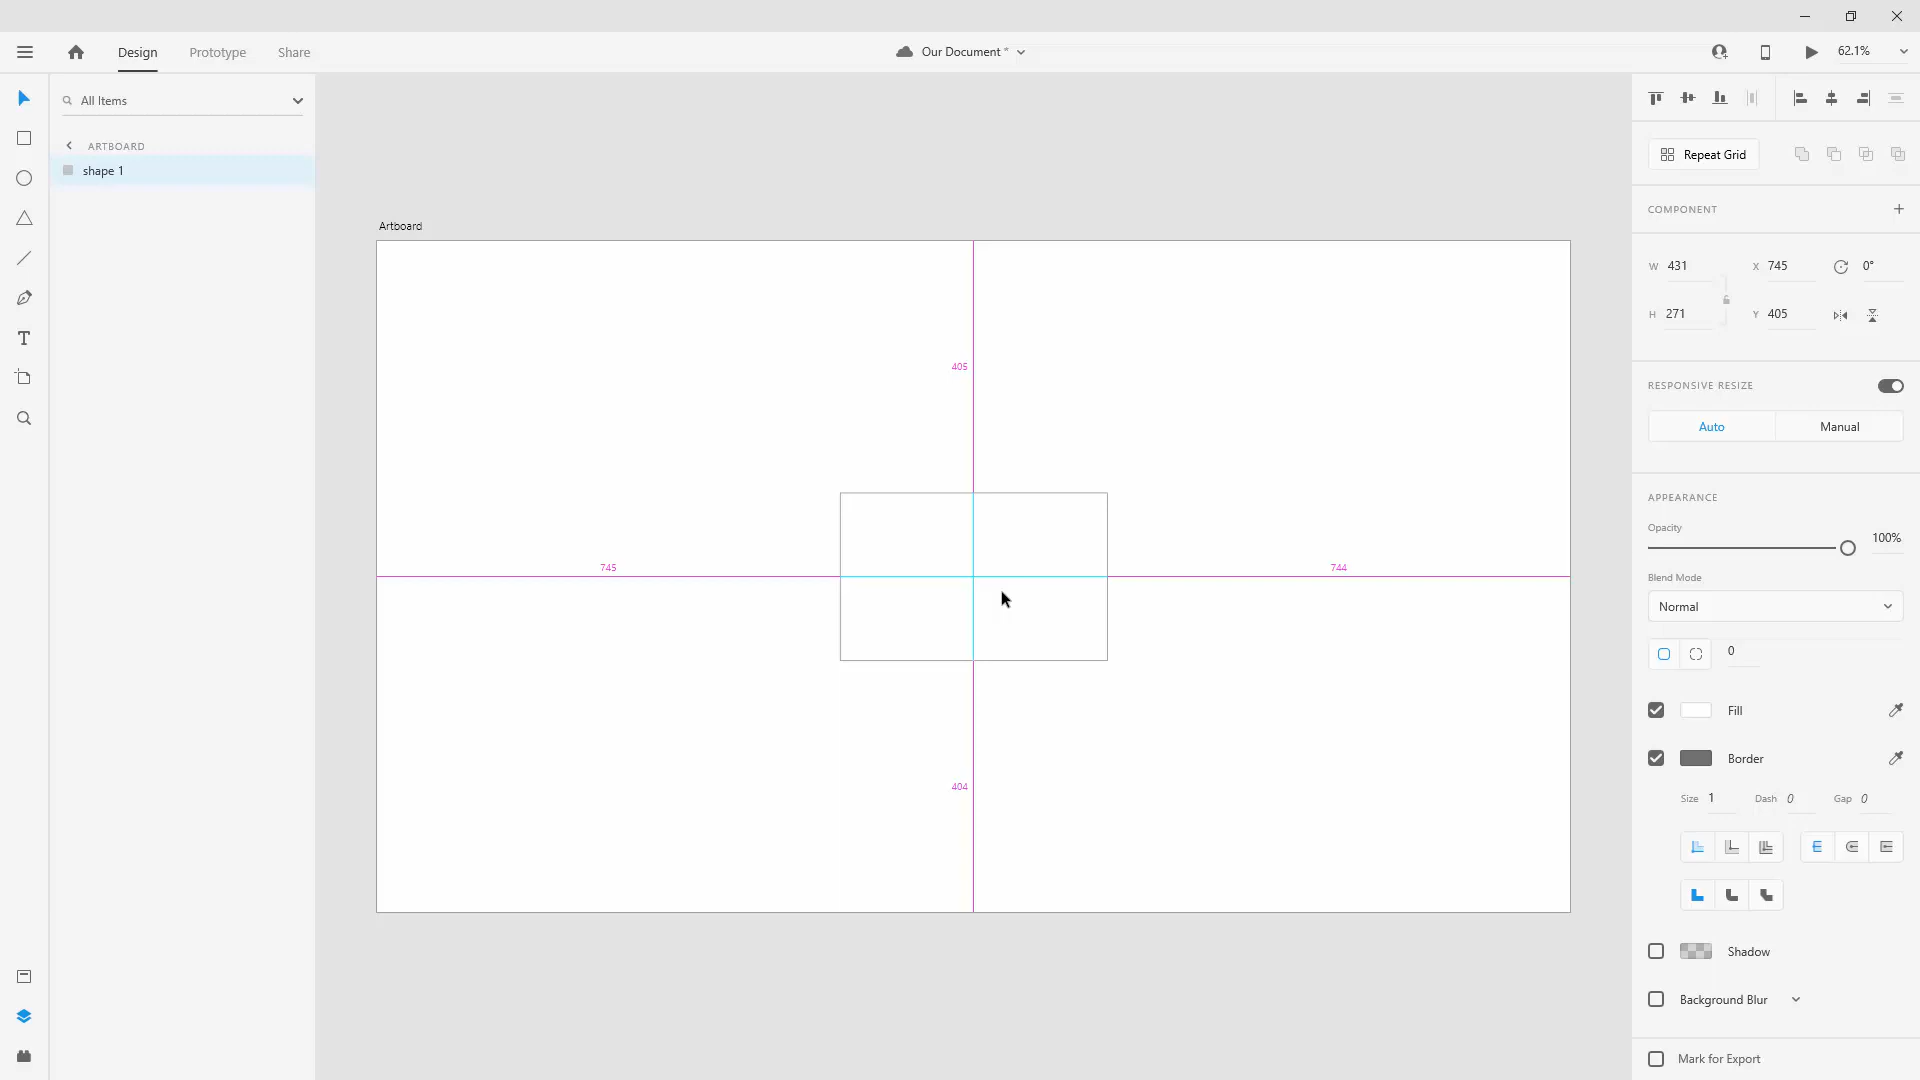 Design
Prototype
Share
Our Document *
62.1%
All Items
ARTBOARD
shape 1
Artboard
405
745
744
404
Repeat Grid
COMPONENT
W 431
X 745
0°
H 271
Y 405
RESPONSIVE RESIZE
Auto
Manual
APPEARANCE
Opacity
100%
Blend Mode
Normal
0
Fill
Border
Size 1
Dash 0
Gap 0
Shadow
Background Blur
Mark for Export